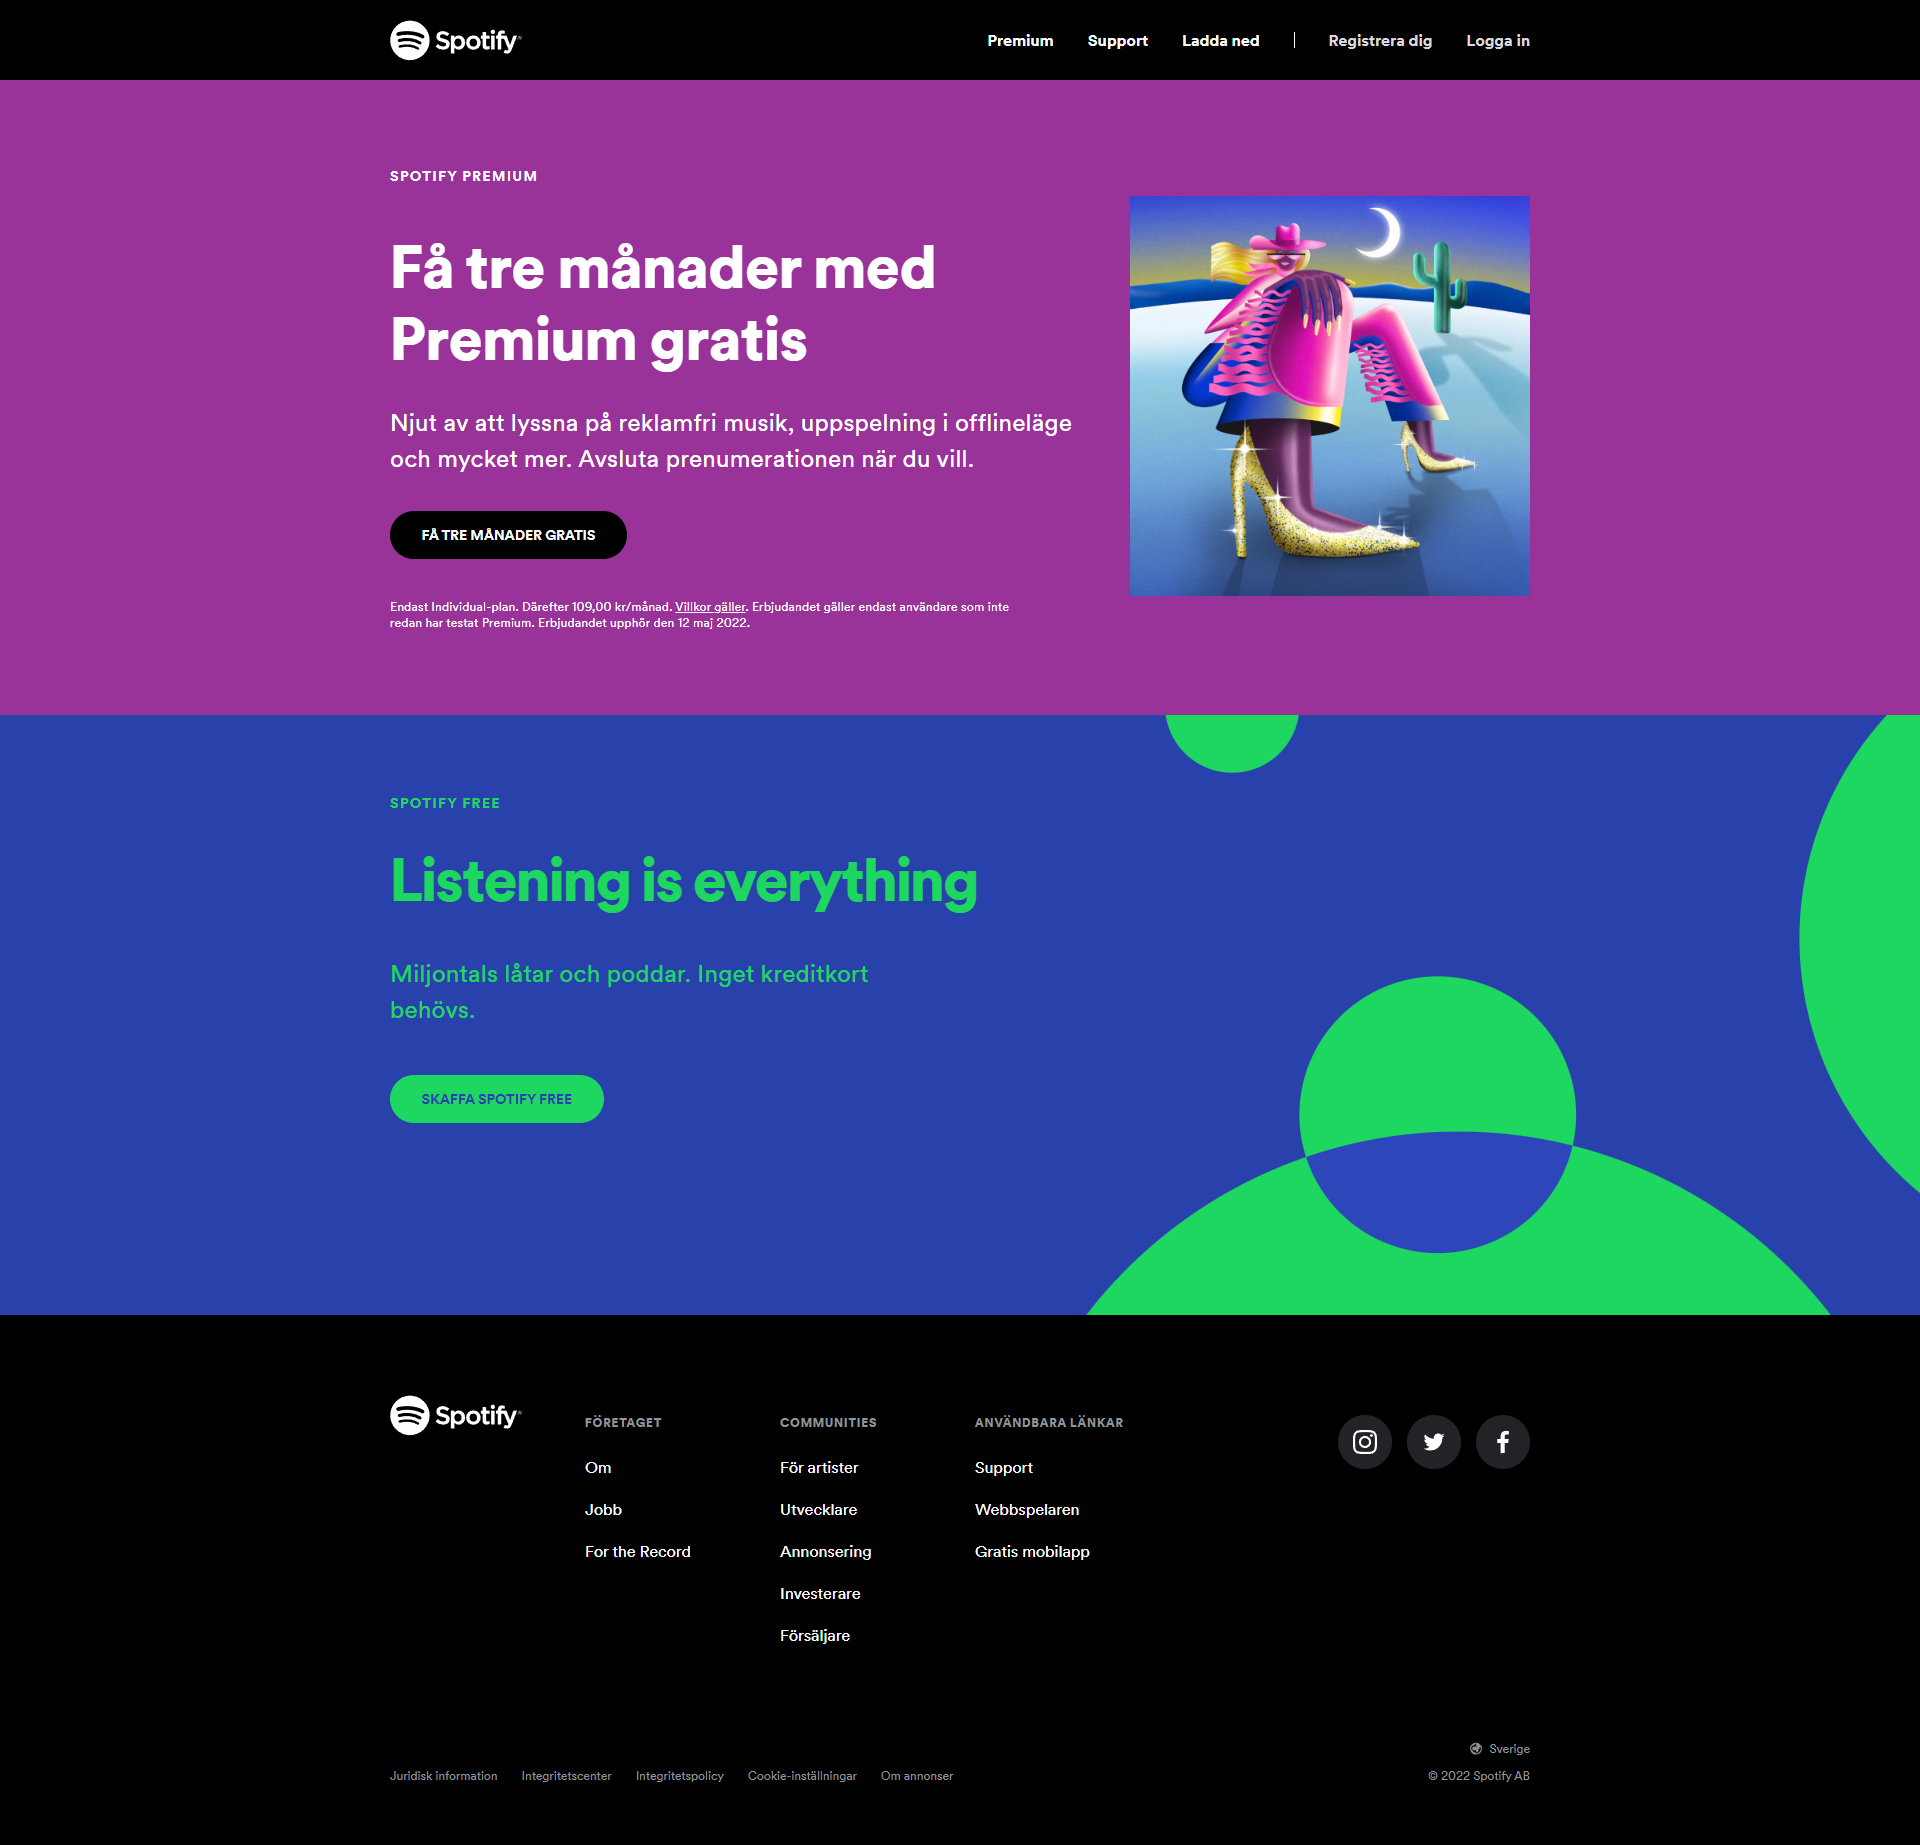 Spotify
Premium
Support
Ladda ned
Registrera dig
Logga in
SPOTIFY PREMIUM
Få tre månader med
Premium gratis
Njut av att lyssna på reklamfri musik, uppspelning i offlineläge
och mycket mer. Avsluta prenumerationen när du vill.
FÅ TRE MÅNADER GRATIS
Endast Individual-plan. Därefter 109,00 kr/månad. Villkor gäller. Erbjudandet gäller endast användare som inte
redan har testat Premium. Erbjudandet upphör den 12 maj 2022.
SPOTIFY FREE
Listening is everything
Miljontals låtar och poddar. Inget kreditkort
behövs.
SKAFFA SPOTIFY FREE
Spotify
FÖRETAGET
Om
Jobb
For the Record
COMMUNITIES
För artister
Utvecklare
Annonsering
Investerare
Försäljare
ANVÄNDBARA LÄNKAR
Support
Webbspelaren
Gratis mobilapp
Sverige
Juridisk information
Integritetscenter
Integritetspolicy
Cookie-inställningar
Om annonser
© 2022 Spotify AB